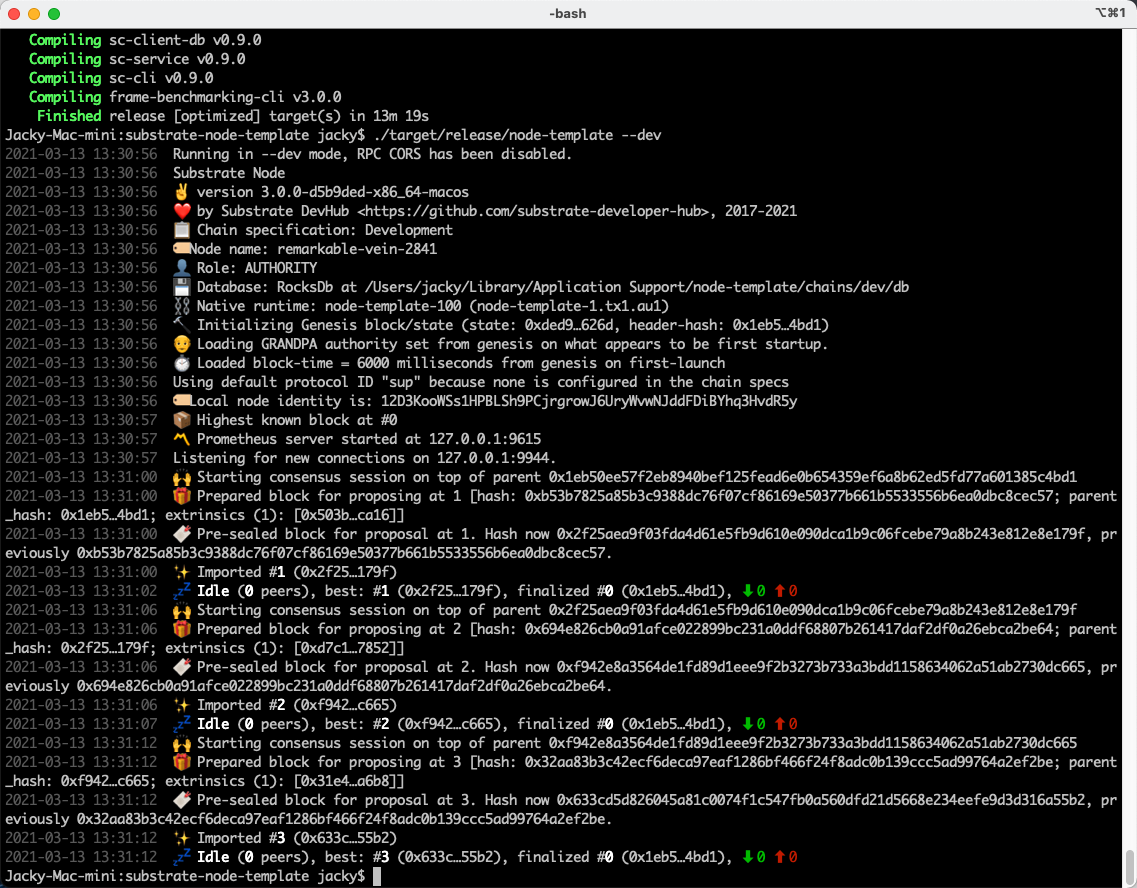 -bash
⌥⌘1
Compiling sc-client-db v0.9.0
Compiling sc-service v0.9.0
Compiling sc-cli v0.9.0
Compiling frame-benchmarking-cli v3.0.0
Finished release [optimized] target(s) in 13m 19s
Jacky-Mac-mini:substrate-node-template jacky$ ./target/release/node-template --dev
2021-03-13 13:30:56 Running in --dev mode, RPC CORS has been disabled.
2021-03-13 13:30:56 Substrate Node
2021-03-13 13:30:56 ✌️ version 3.0.0-d5b9ded-x86_64-macos
2021-03-13 13:30:56 ❤️ by Substrate DevHub <https://github.com/substrate-developer-hub>, 2017-2021
2021-03-13 13:30:56 📋 Chain specification: Development
2021-03-13 13:30:56 🏷 Node name: remarkable-vein-2841
2021-03-13 13:30:56 👤 Role: AUTHORITY
2021-03-13 13:30:56 💾 Database: RocksDb at /Users/jacky/Library/Application Support/node-template/chains/dev/db
2021-03-13 13:30:56 ⛓ Native runtime: node-template-100 (node-template-1.tx1.au1)
2021-03-13 13:30:56 🔨 Initializing Genesis block/state (state: 0xded9…626d, header-hash: 0x1eb5…4bd1)
2021-03-13 13:30:56 👴 Loading GRANDPA authority set from genesis on what appears to be first startup.
2021-03-13 13:30:56 ⏱ Loaded block-time = 6000 milliseconds from genesis on first-launch
2021-03-13 13:30:56 Using default protocol ID "sup" because none is configured in the chain specs
2021-03-13 13:30:56 🏷 Local node identity is: 12D3KooWSs1HPBLSh9PCjrgrowJ6UryWvwNJddFDiBYhq3HvdR5y
2021-03-13 13:30:57 📦 Highest known block at #0
2021-03-13 13:30:57 〽️ Prometheus server started at 127.0.0.1:9615
2021-03-13 13:30:57 Listening for new connections on 127.0.0.1:9944.
2021-03-13 13:31:00 🙌 Starting consensus session on top of parent 0x1eb50ee57f2eb8940bef125fead6e0b654359ef6a8b62ed5fd77a601385c4bd1
2021-03-13 13:31:00 🎁 Prepared block for proposing at 1 [hash: 0xb53b7825a85b3c9388dc76f07cf86169e50377b661b5533556b6ea0dbc8cec57; parent
_hash: 0x1eb5…4bd1; extrinsics (1): [0x503b…ca16]]
2021-03-13 13:31:00 🔖 Pre-sealed block for proposal at 1. Hash now 0x2f25aea9f03fda4d61e5fb9d610e090dca1b9c06fcebe79a8b243e812e8e179f, pr
eviously 0xb53b7825a85b3c9388dc76f07cf86169e50377b661b5533556b6ea0dbc8cec57.
2021-03-13 13:31:00 ✨ Imported #1 (0x2f25…179f)
2021-03-13 13:31:02 💤 Idle (0 peers), best: #1 (0x2f25…179f), finalized #0 (0x1eb5…4bd1), ⬇ 0 ⬆ 0
2021-03-13 13:31:06 🙌 Starting consensus session on top of parent 0x2f25aea9f03fda4d61e5fb9d610e090dca1b9c06fcebe79a8b243e812e8e179f
2021-03-13 13:31:06 🎁 Prepared block for proposing at 2 [hash: 0x694e826cb0a91afce022899bc231a0ddf68807b261417daf2df0a26ebca2be64; parent
_hash: 0x2f25…179f; extrinsics (1): [0xd7c1…7852]]
2021-03-13 13:31:06 🔖 Pre-sealed block for proposal at 2. Hash now 0xf942e8a3564de1fd89d1eee9f2b3273b733a3bdd1158634062a51ab2730dc665, pr
eviously 0x694e826cb0a91afce022899bc231a0ddf68807b261417daf2df0a26ebca2be64.
2021-03-13 13:31:06 ✨ Imported #2 (0xf942…c665)
2021-03-13 13:31:07 💤 Idle (0 peers), best: #2 (0xf942…c665), finalized #0 (0x1eb5…4bd1), ⬇ 0 ⬆ 0
2021-03-13 13:31:12 🙌 Starting consensus session on top of parent 0xf942e8a3564de1fd89d1eee9f2b3273b733a3bdd1158634062a51ab2730dc665
2021-03-13 13:31:12 🎁 Prepared block for proposing at 3 [hash: 0x32aa83b3c42ecf6deca97eaf1286bf466f24f8adc0b139ccc5ad99764a2ef2be; parent
_hash: 0xf942…c665; extrinsics (1): [0x31e4…a6b8]]
2021-03-13 13:31:12 🔖 Pre-sealed block for proposal at 3. Hash now 0x633cd5d826045a81c0074f1c547fb0a560dfd21d5668e234eefe9d3d316a55b2, pr
eviously 0x32aa83b3c42ecf6deca97eaf1286bf466f24f8adc0b139ccc5ad99764a2ef2be.
2021-03-13 13:31:12 ✨ Imported #3 (0x633c…55b2)
2021-03-13 13:31:12 💤 Idle (0 peers), best: #3 (0x633c…55b2), finalized #0 (0x1eb5…4bd1), ⬇ 0 ⬆ 0
Jacky-Mac-mini:substrate-node-template jacky$